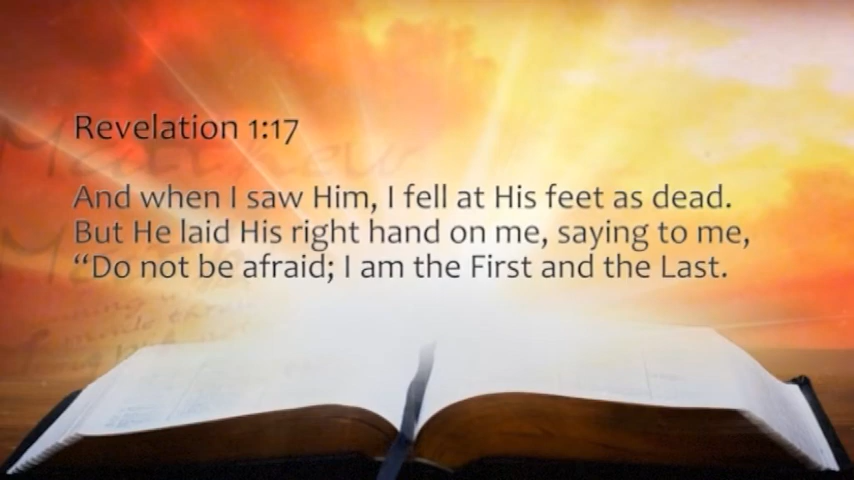 Revelation 1:17
And when I saw Him, I fell at His feet as dead.
But He laid His right hand on me, saying to me,
“Do not be afraid; I am the First and the Last.
Matthew